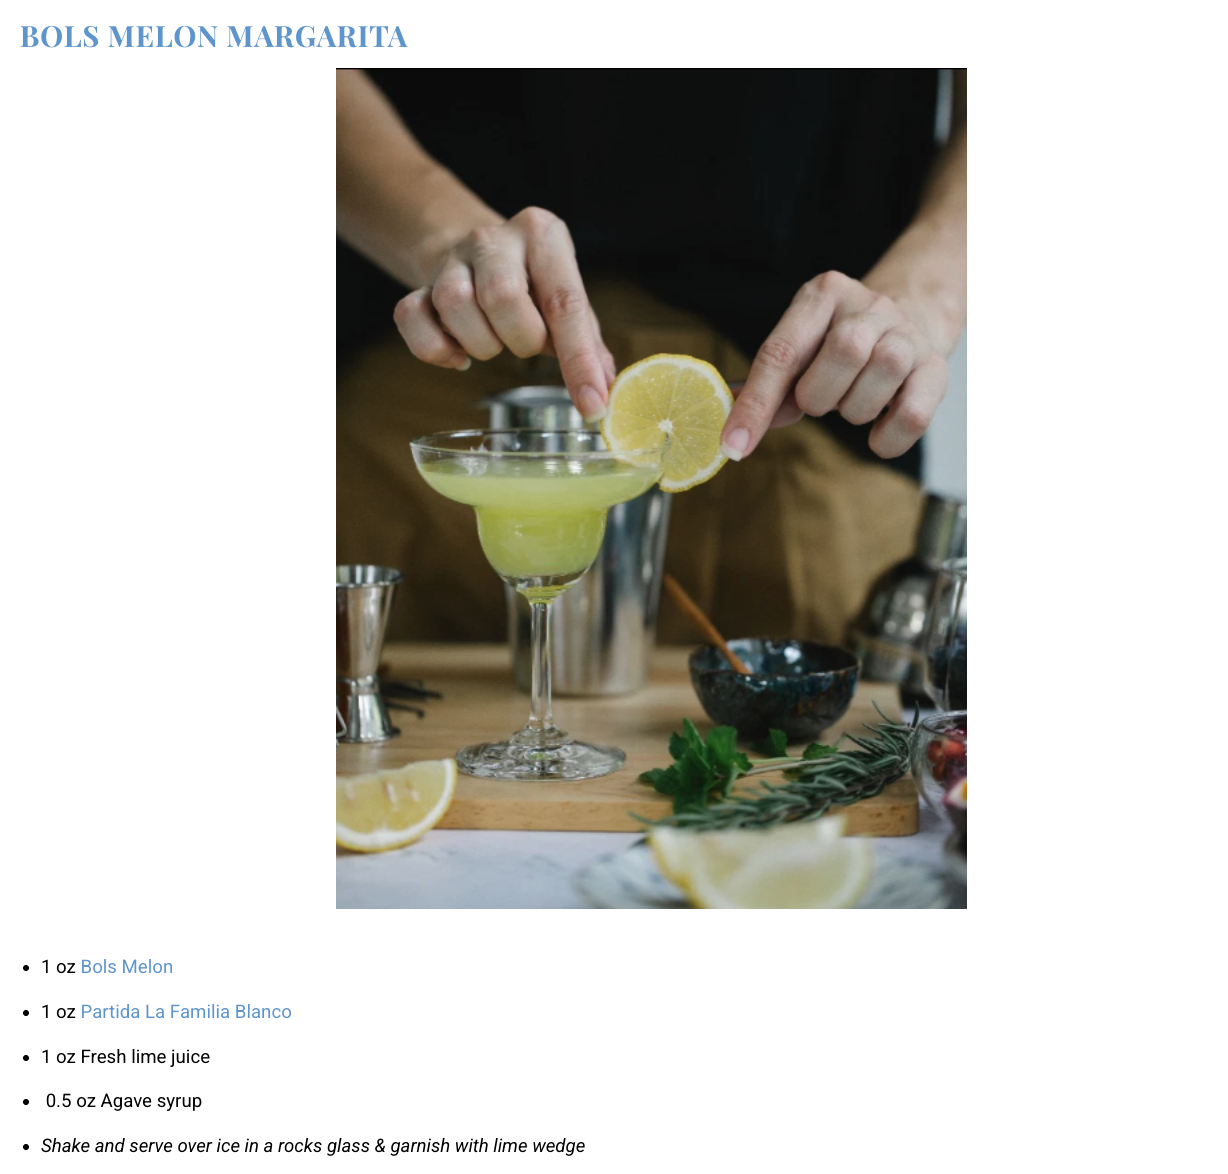 BOLS MELON MARGARITA
1 oz Bols Melon
1 oz Partida La Familia Blanco
1 oz Fresh lime juice
0.5 oz Agave syrup
Shake and serve over ice in a rocks glass & garnish with lime wedge